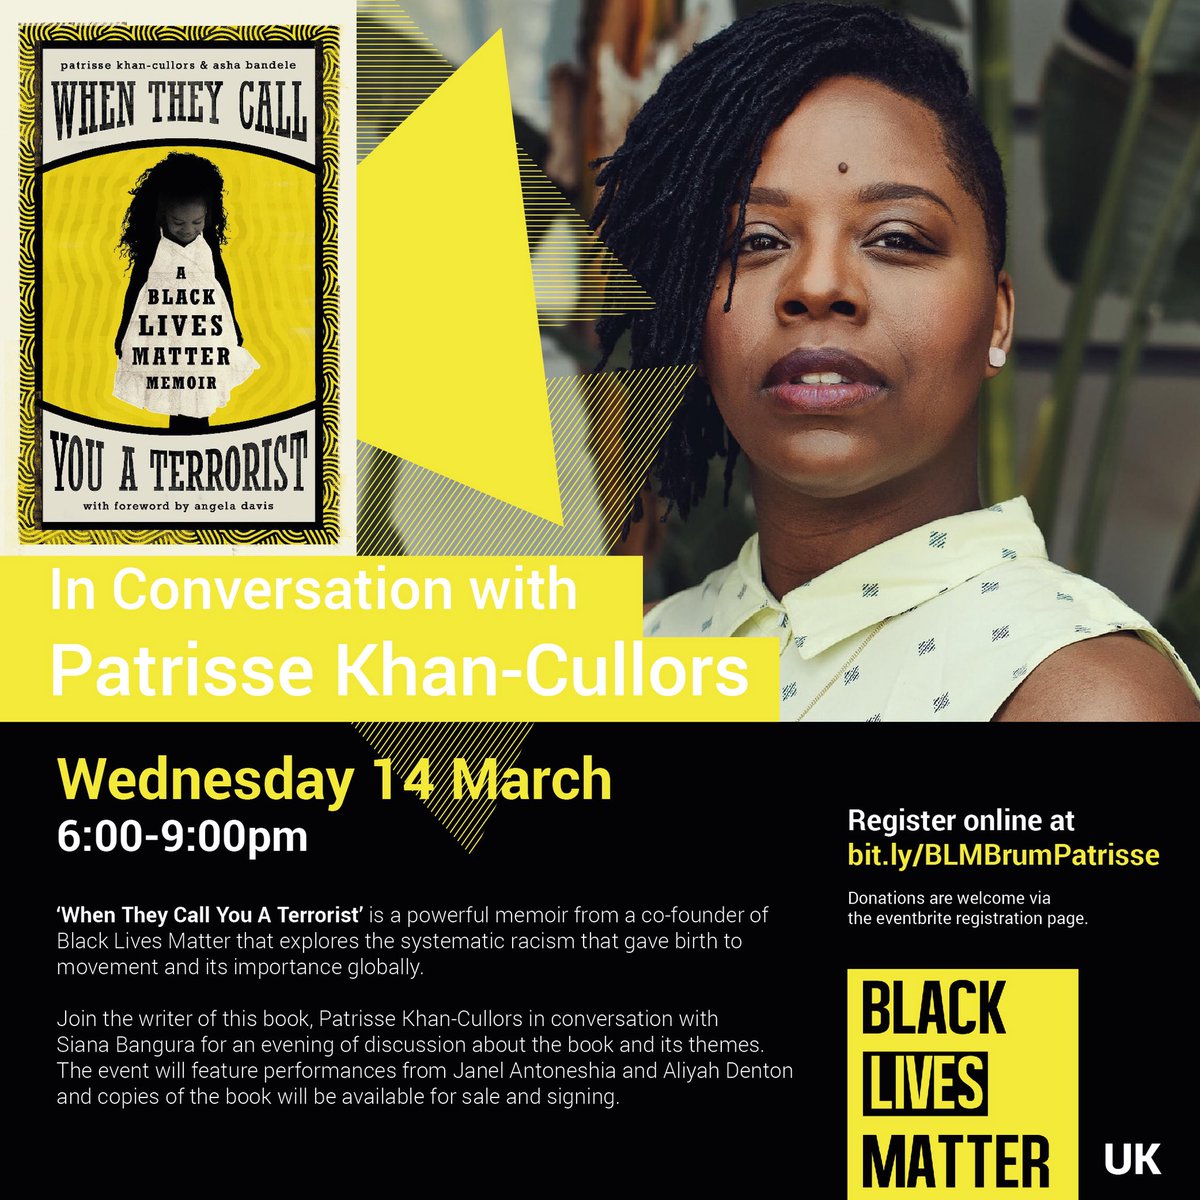 patrisse khan-cullors & asha bandele
WHEN THEY CALL
A
BLACK
LIVES
MATTER
MEMOIR
YOU A TERRORIST
with foreword by angela davis
In Conversation with
Patrisse Khan-Cullors
Wednesday 14 March
6:00-9:00pm
‘When They Call You A Terrorist’ is a powerful memoir from a co-founder of
Black Lives Matter that explores the systematic racism that gave birth to
movement and its importance globally.
Join the writer of this book, Patrisse Khan-Cullors in conversation with
Siana Bangura for an evening of discussion about the book and its themes.
The event will feature performances from Janel Antoneshia and Aliyah Denton
and copies of the book will be available for sale and signing.
Register online at
bit.ly/BLMBrumPatrisse
Donations are welcome via
the eventbrite registration page.
BLACK
LIVES
MATTER
UK